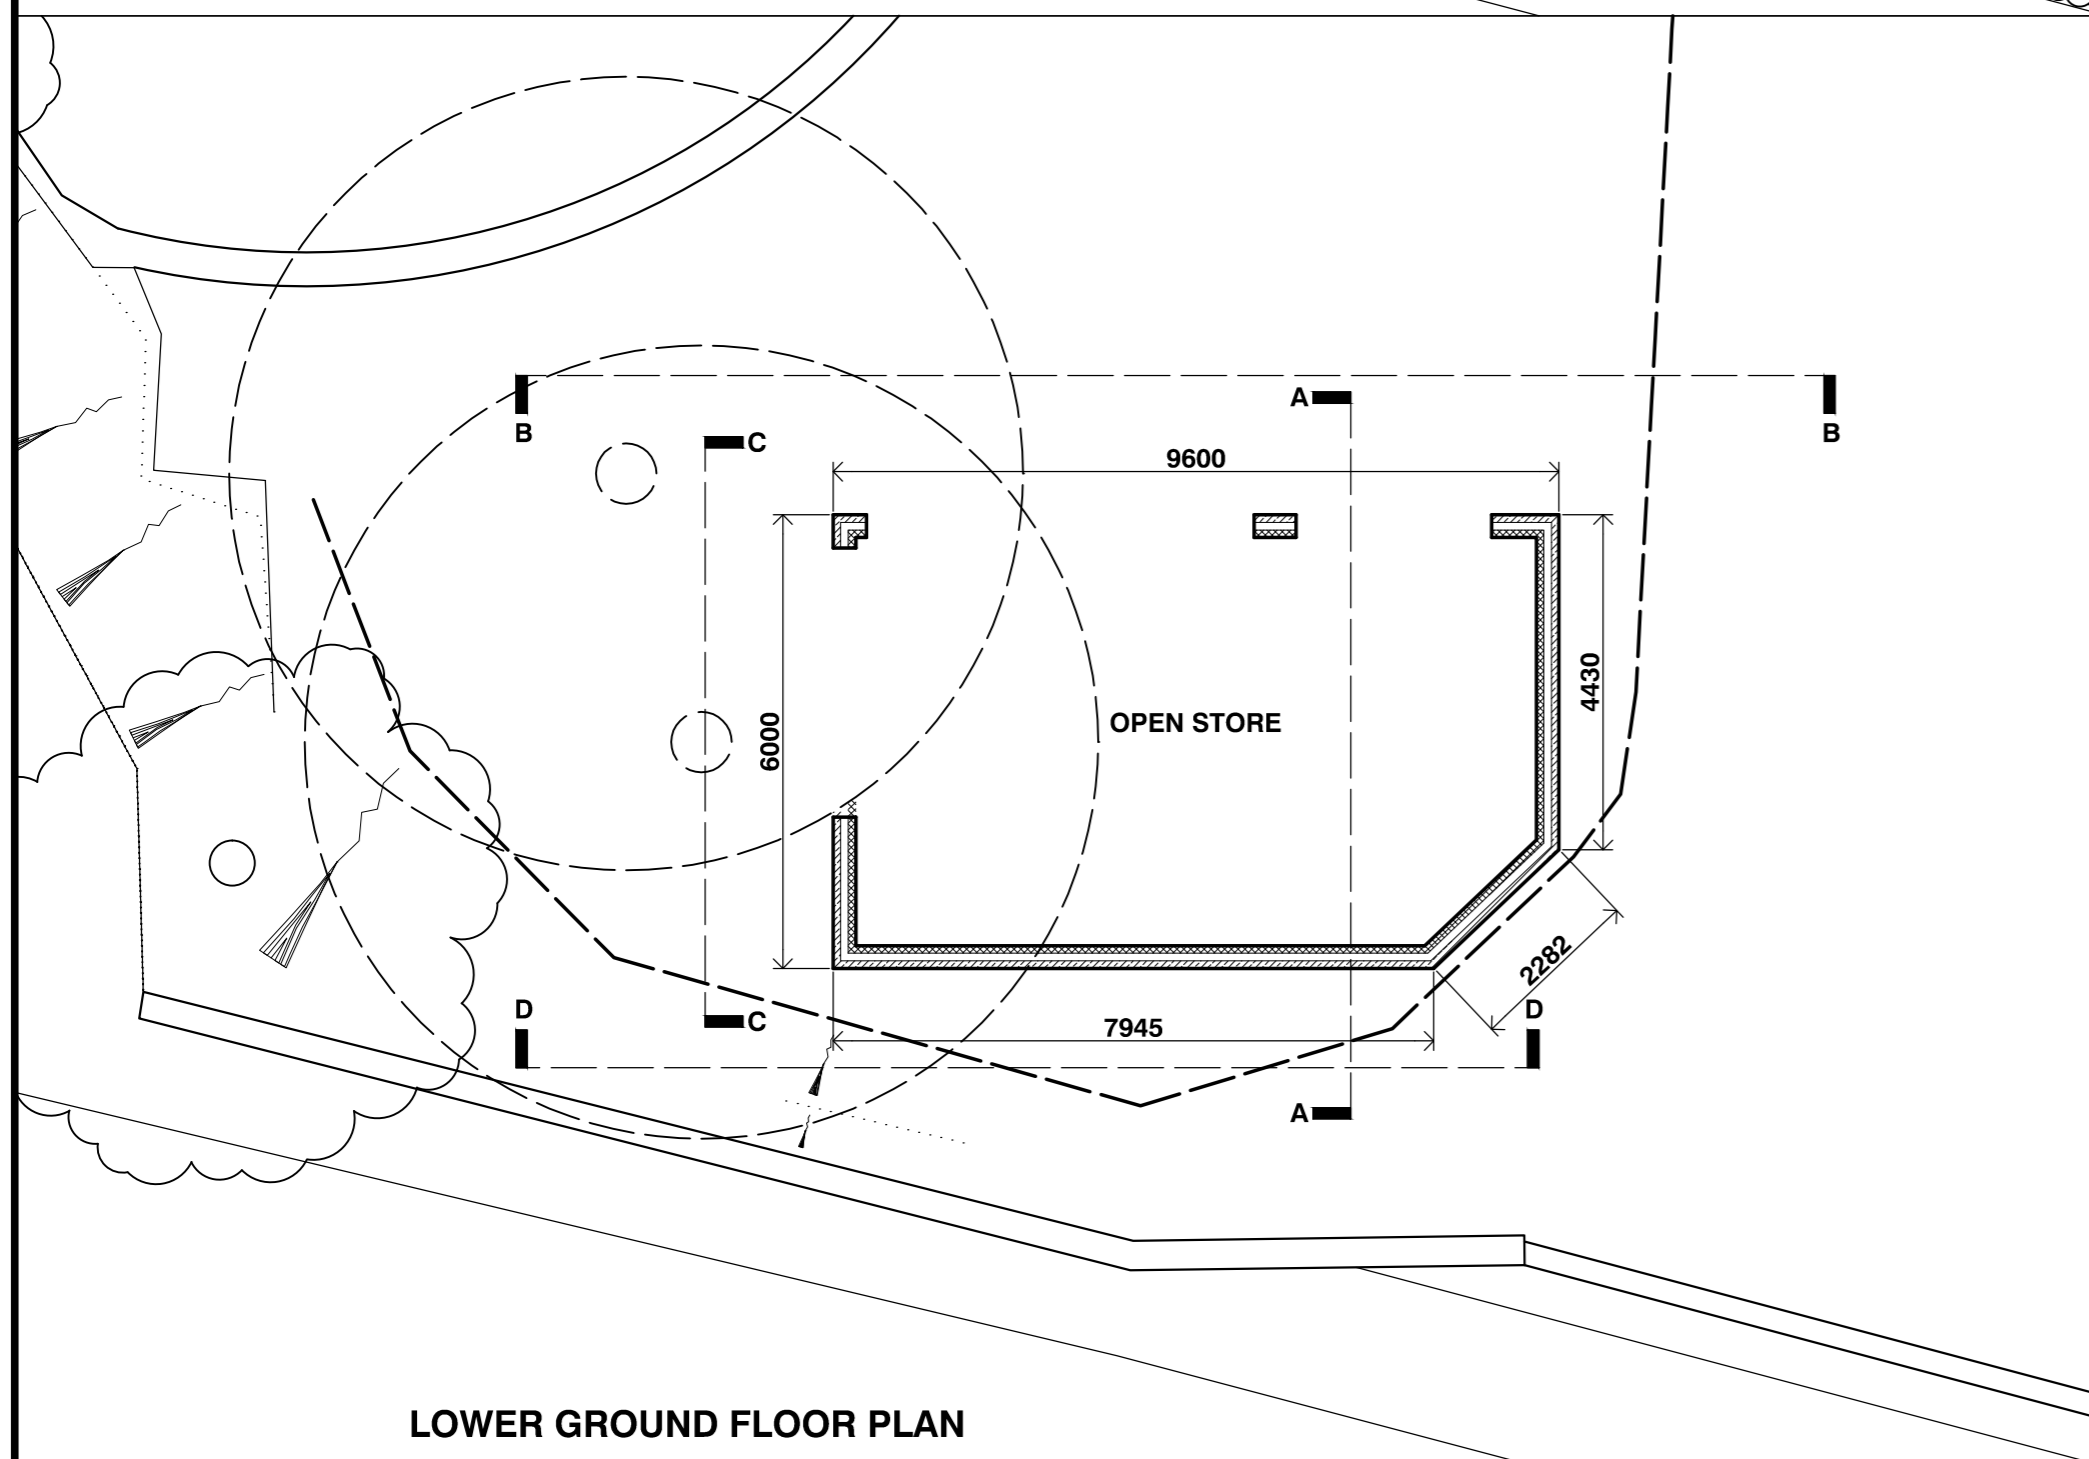 B
A
B
C
9600
4430
6000
OPEN STORE
2282
D
C
7945
D
A
LOWER GROUND FLOOR PLAN